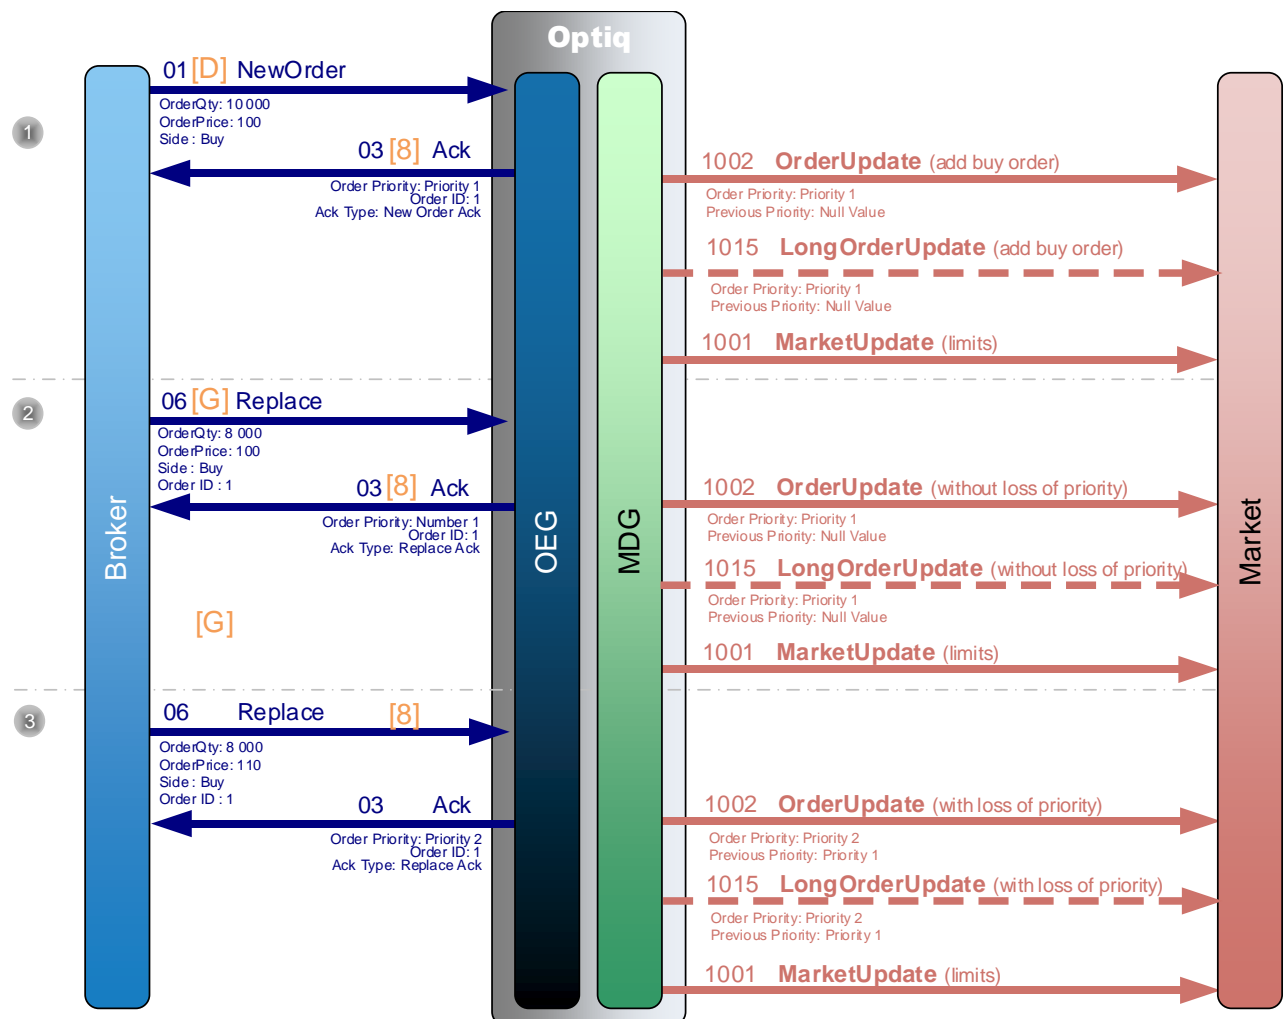 Optiq
01 [D] NewOrder
OrderQty: 10 000
OrderPrice: 100
Side : Buy
1
03 [8] Ack
Order Priority: Priority 1
Order ID: 1
Ack Type: New Order Ack
1002 OrderUpdate (add buy order)
Order Priority: Priority 1
Previous Priority: Null Value
1015 LongOrderUpdate (add buy order)
Order Priority: Priority 1
Previous Priority: Null Value
1001 MarketUpdate (limits)
2
06 [G] Replace
OrderQty: 8 000
OrderPrice: 100
Side : Buy
Order ID : 1
03 [8] Ack
Order Priority: Number 1
Order ID: 1
Ack Type: Replace Ack
1002 OrderUpdate (without loss of priority)
Order Priority: Priority 1
Previous Priority: Null Value
1015 LongOrderUpdate (without loss of priority)
Order Priority: Priority 1
Previous Priority: Null Value
Broker
OEG
MDG
Market
[G]
1001 MarketUpdate (limits)
3
06 Replace [8]
OrderQty: 8 000
OrderPrice: 110
Side : Buy
Order ID : 1
03 Ack
Order Priority: Priority 2
Order ID: 1
Ack Type: Replace Ack
1002 OrderUpdate (with loss of priority)
Order Priority: Priority 2
Previous Priority: Priority 1
1015 LongOrderUpdate (with loss of priority)
Order Priority: Priority 2
Previous Priority: Priority 1
1001 MarketUpdate (limits)